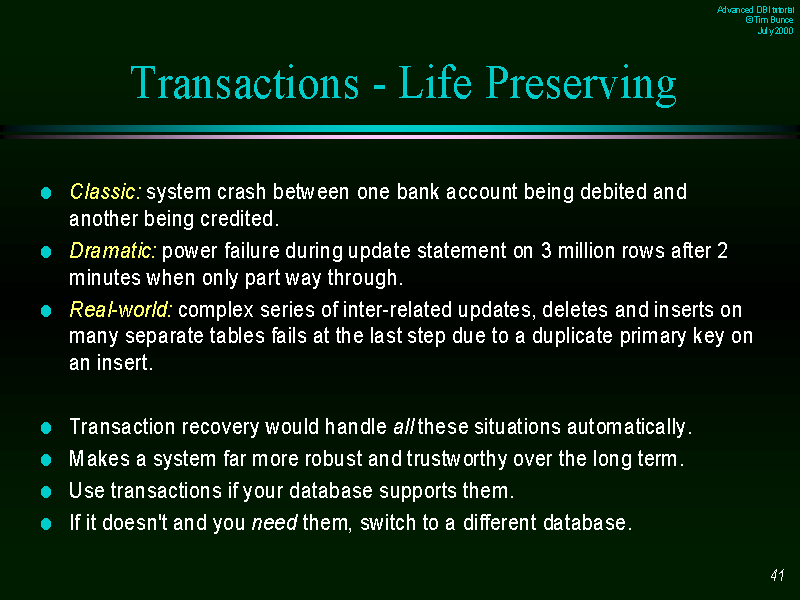 Advanced DBI tutorial
© Tim Bunce
July 2000
Transactions - Life Preserving
Classic: system crash between one bank account being debited and
another being credited.
Dramatic: power failure during update statement on 3 million rows after 2
minutes when only part way through.
Real-world: complex series of inter-related updates, deletes and inserts on
many separate tables fails at the last step due to a duplicate primary key on
an insert.
Transaction recovery would handle all these situations automatically.
Makes a system far more robust and trustworthy over the long term.
Use transactions if your database supports them.
If it doesn't and you need them, switch to a different database.
41